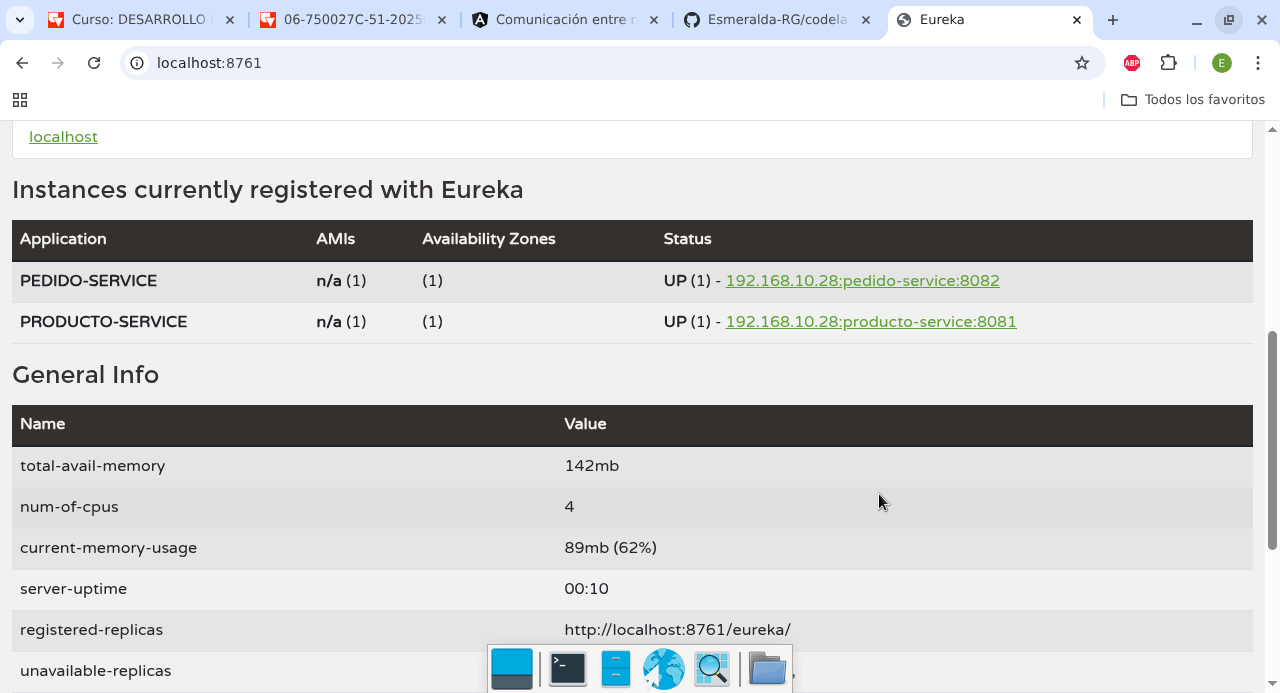 Curso: DESARROLLO
06-750027C-51-2025
Comunicación entre
Esmeralda-RG/codela
Eureka
localhost:8761
ABP
E
Todos los favoritos
localhost
Instances currently registered with Eureka
Application AMIs Availability Zones Status
PEDIDO-SERVICE n/a (1) (1) UP (1) - 192.168.10.28:pedido-service:8082
PRODUCTO-SERVICE n/a (1) (1) UP (1) - 192.168.10.28:producto-service:8081
General Info
Name Value
total-avail-memory 142mb
num-of-cpus 4
current-memory-usage 89mb (62%)
server-uptime 00:10
registered-replicas http://localhost:8761/eureka/
unavailable-replicas